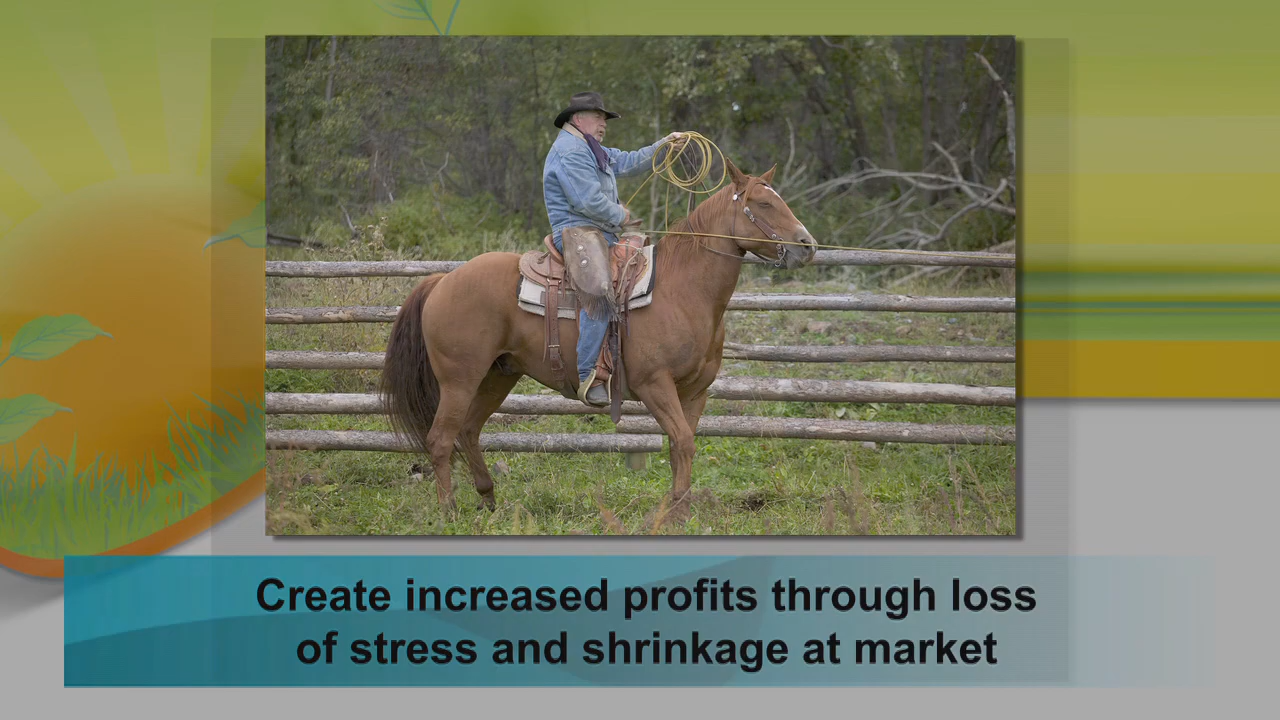 Create increased profits through loss
of stress and shrinkage at market